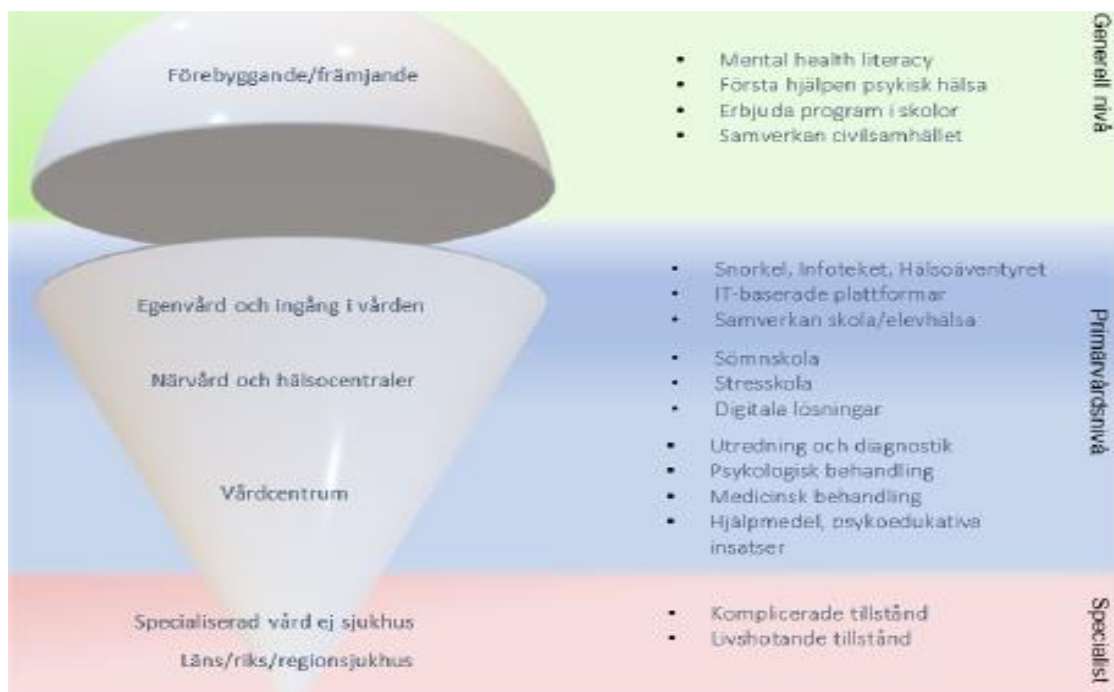 Förebyggande/främjande
• Mental health literacy
• Första hjälpen psykisk hälsa
• Erbjuda program i skolor
• Samverkan civilsamhället
Generell nivå
Egenvård och ingång i vården
• Snorkel, Infoteket, Hälsoäventyret
• IT-baserade plattformar
• Samverkan skola/elevhälsa
Närvård och hälsocentraler
• Sömnskola
• Stresskola
• Digitala lösningar
Vårdcentrum
• Utredning och diagnostik
• Psykologisk behandling
• Medicinsk behandling
• Hjälpmedel, psykoedukativa
insatser
Primärvårdsnivå
Specialiserad vård ej sjukhus
Läns/riks/regionsjukhus
• Komplicerade tillstånd
• Livshotande tillstånd
Specialist